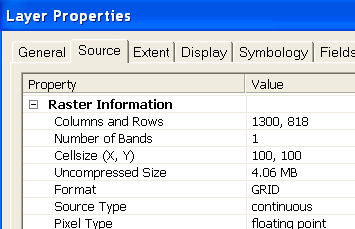 Layer Properties
General Source Extent Display Symbology Fields
Property Value
Raster Information
Columns and Rows 1300, 818
Number of Bands 1
Cellsize (X, Y) 100, 100
Uncompressed Size 4.06 MB
Format GRID
Source Type continuous
Pixel Type floating point